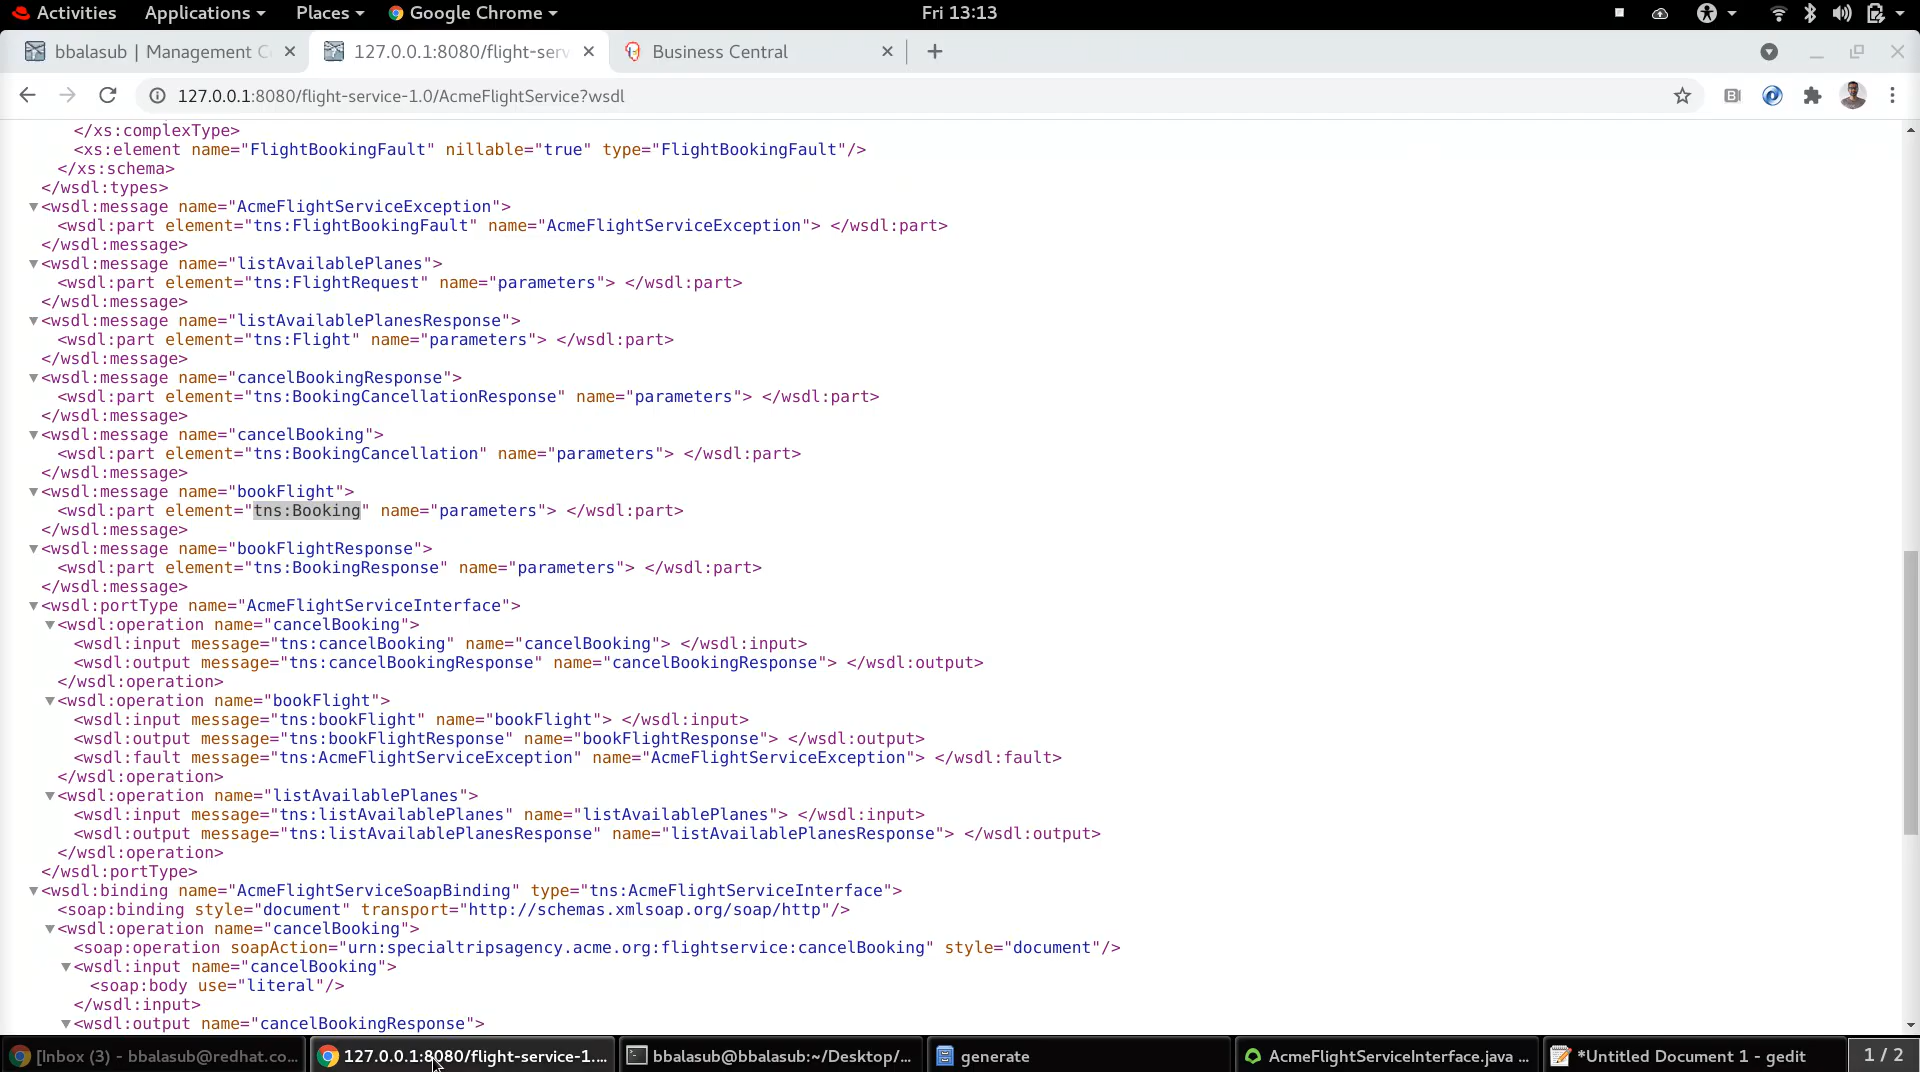 Activities Applications Places Google Chrome Fri 13:13
bbalasub | Management C 127.0.0.1:8080/flight-serv Business Central
127.0.0.1:8080/flight-service-1.0/AcmeFlightService?wsdl
</xs:complexType>
<xs:element name="FlightBookingFault" nillable="true" type="FlightBookingFault"/>
</xs:schema>
</wsdl:types>
<wsdl:message name="AcmeFlightServiceException">
<wsdl:part element="tns:FlightBookingFault" name="AcmeFlightServiceException"> </wsdl:part>
</wsdl:message>
<wsdl:message name="listAvailablePlanes">
<wsdl:part element="tns:FlightRequest" name="parameters"> </wsdl:part>
</wsdl:message>
<wsdl:message name="listAvailablePlanesResponse">
<wsdl:part element="tns:Flight" name="parameters"> </wsdl:part>
</wsdl:message>
<wsdl:message name="cancelBookingResponse">
<wsdl:part element="tns:BookingCancellationResponse" name="parameters"> </wsdl:part>
</wsdl:message>
<wsdl:message name="cancelBooking">
<wsdl:part element="tns:BookingCancellation" name="parameters"> </wsdl:part>
</wsdl:message>
<wsdl:message name="bookFlight">
<wsdl:part element="tns:Booking" name="parameters"> </wsdl:part>
</wsdl:message>
<wsdl:message name="bookFlightResponse">
<wsdl:part element="tns:BookingResponse" name="parameters"> </wsdl:part>
</wsdl:message>
<wsdl:portType name="AcmeFlightServiceInterface">
<wsdl:operation name="cancelBooking">
<wsdl:input message="tns:cancelBooking" name="cancelBooking"> </wsdl:input>
<wsdl:output message="tns:cancelBookingResponse" name="cancelBookingResponse"> </wsdl:output>
</wsdl:operation>
<wsdl:operation name="bookFlight">
<wsdl:input message="tns:bookFlight" name="bookFlight"> </wsdl:input>
<wsdl:output message="tns:bookFlightResponse" name="bookFlightResponse"> </wsdl:output>
<wsdl:fault message="tns:AcmeFlightServiceException" name="AcmeFlightServiceException"> </wsdl:fault>
</wsdl:operation>
<wsdl:operation name="listAvailablePlanes">
<wsdl:input message="tns:listAvailablePlanes" name="listAvailablePlanes"> </wsdl:input>
<wsdl:output message="tns:listAvailablePlanesResponse" name="listAvailablePlanesResponse"> </wsdl:output>
</wsdl:operation>
</wsdl:portType>
<wsdl:binding name="AcmeFlightServiceSoapBinding" type="tns:AcmeFlightServiceInterface">
<soap:binding style="document" transport="http://schemas.xmlsoap.org/soap/http"/>
<wsdl:operation name="cancelBooking">
<soap:operation soapAction="urn:specialtripsagency.acme.org:flightservice:cancelBooking" style="document"/>
<wsdl:input name="cancelBooking">
<soap:body use="literal"/>
</wsdl:input>
<wsdl:output name="cancelBookingResponse">
[Inbox (3) - bbalasub@redhat.co... 127.0.0.1:8080/flight-service-1.... bbalasub@bbalasub:~/Desktop/... generate AcmeFlightServiceInterface.java ... *Untitled Document 1 - gedit 1 / 2